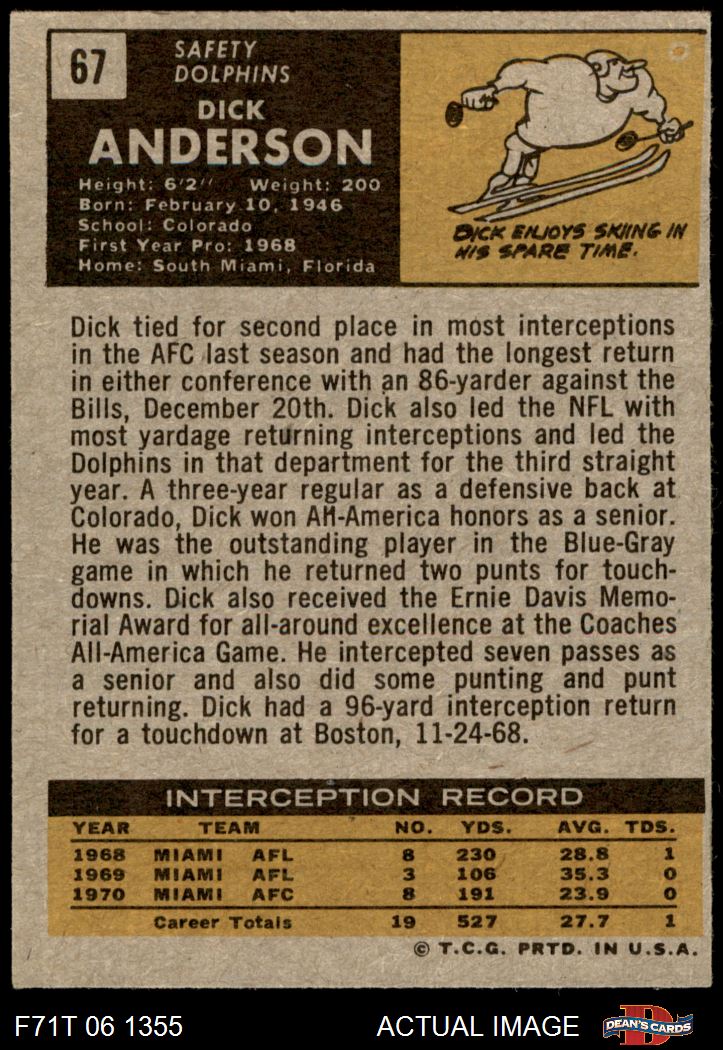 67
SAFETY
DOLPHINS
DICK
ANDERSON
Height: 6'2" Weight: 200
Born: February 10, 1946
School: Colorado
First Year Pro: 1968
Home: South Miami, Florida
DICK ENJOYS SKIING IN
HIS SPARE TIME.
Dick tied for second place in most interceptions
in the AFC last season and had the longest return
in either conference with an 86-yarder against the
Bills, December 20th. Dick also led the NFL with
most yardage returning interceptions and led the
Dolphins in that department for the third straight
year. A three-year regular as a defensive back at
Colorado, Dick won All-America honors as a senior.
He was the outstanding player in the Blue-Gray
game in which he returned two punts for touch-
downs. Dick also received the Ernie Davis Memo-
rial Award for all-around excellence at the Coaches
All-America Game. He intercepted seven passes as
a senior and also did some punting and punt
returning. Dick had a 96-yard interception return
for a touchdown at Boston, 11-24-68.
INTERCEPTION RECORD
YEAR TEAM NO. YDS. AVG. TDS.
1968 MIAMI AFL 8 230 28.8 1
1969 MIAMI AFL 3 106 35.3 0
1970 MIAMI AFC 8 191 23.9 0
Career Totals 19 527 27.7 1
© T.C.G. PRTD. IN U.S.A.
F71T 06 1355 ACTUAL IMAGE D DEAN'S CARDS